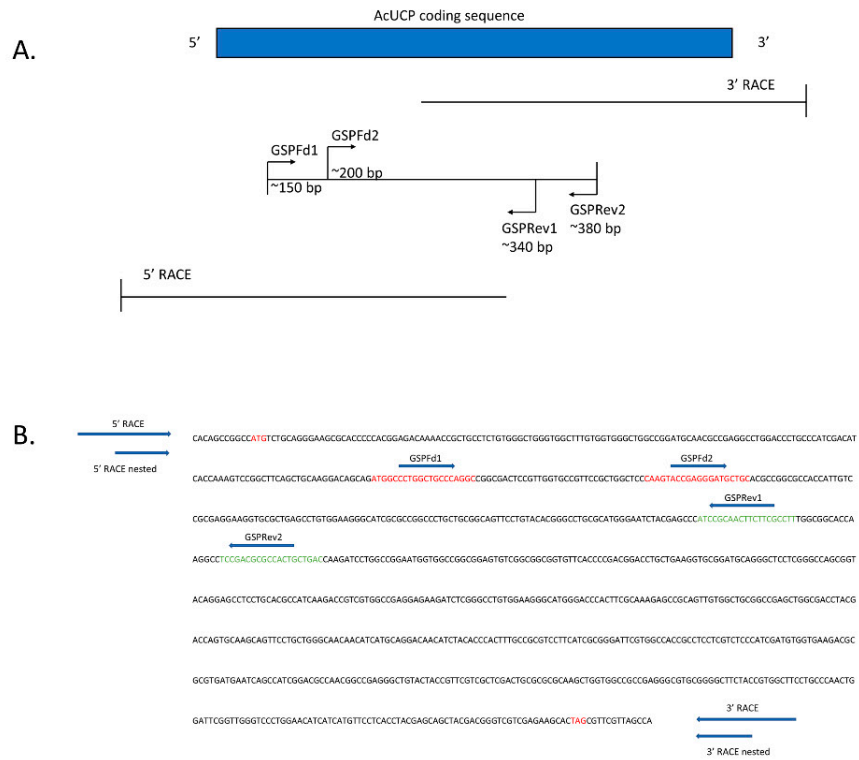 A.
AcUCP coding sequence
5’ 3’
3’ RACE
GSPFd2
GSPFd1
~200 bp
~150 bp
GSPRev1
~340 bp
GSPRev2
~380 bp
5’ RACE
B.
5’ RACE
5’ RACE nested
CACAGCCGGCCATGTCTGCAGGGAAGCGCACCCCCACGGAGACAAAACCGCTGCCTCTGTGGGCTGGGTGGCTTTGTGGTGGGCTGGCCGGATGCAACGCCGAGGCCTGGACCCTGCCCATCGACAT
GSPFd1 GSPFd2
CACCAAAGTCCGGCTTCAGCTGCAAGGACAGCAGATGGCCCTGGCTGCCCAGGCCGGCGACTCCGTTGGTGCCGTTCCGCTGGCTCCCAAGTACCGAGGGATGCTGCACGCCGGCGCCACCATTGTC
GSPRev1
CGCGAGGAAGGTGCGCTGAGCCTGTGGAAGGGCATCGCGCCGGCCCTGCTGCGGCAGTTCCTGTACACGGGCCTGCGCATGGGAATCTACGAGCCCATCCGCAACTTCTTCGCCTTTGGCGGCACCA
GSPRev2
AGGCCTCCGACGCGCCACTGCTGACCAAGATCCTGGCCGGAATGGTGGCCGGCGGAGTGTCGGCGGCGGTGTTCACCCCGACGGACCTGCTGAAGGTGCGGATGCAGGGCTCCTCGGGCCAGCGGT
ACAGGAGCCTCCTGCACGCCATCAAGACCGTCGTGGCCGAGGAGAAGATCTCGGGCCTGTGGAAGGGCATGGGACCCACTTCGCAAAGAGCCGCAGTTGTGGCTGCGGCCGAGCTGGCGACCTACG
ACCAGTGCAAGCAGTTCCTGCTGGGCAACAACATCATGCAGGACAACATCTACACCCACTTTGCCGCGTCCTTCATCGCGGGATTCGTGGCCACCGCCTCCTCGTCTCCCATCGATGTGGTGAAGACGC
GCGTGATGAATCAGCCATCGGACGCCAACGGCCGAGGGCTGTACTACCGTTCGTCGCTCGACTGCGCGCGCAAGCTGGTGGCCGCCGAGGGCGTGCGGGGCTTCTACCGTGGCTTCCTGCCCAACTG
GATTCGGTTGGGTCCCTGGAACATCATCATGTTCCTCACCTACGAGCAGCTACGACGGGTCGTCGAGAAGCACTAGCGTTCGTTAGCCA
3’ RACE
3’ RACE nested